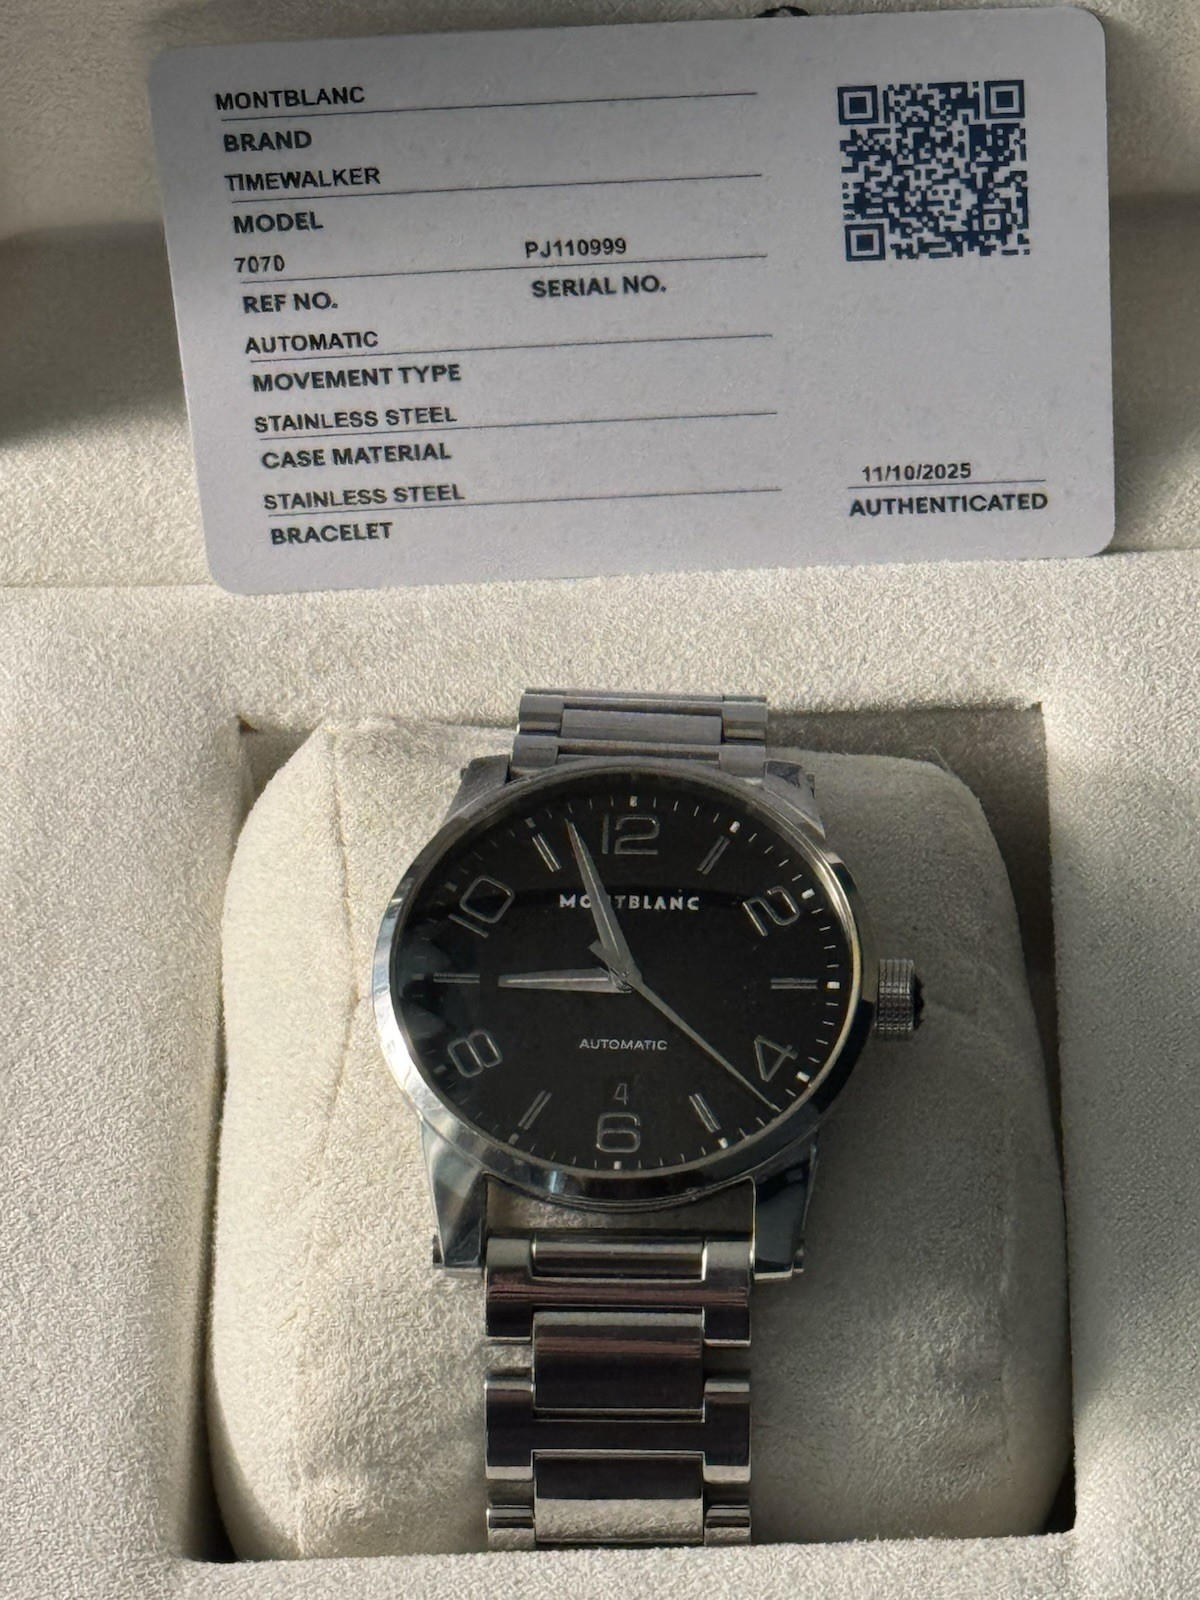 MONTBLANC
BRAND
TIMEWALKER
MODEL
7070 PJ110999
REF NO. SERIAL NO.
AUTOMATIC
MOVEMENT TYPE
STAINLESS STEEL
CASE MATERIAL
STAINLESS STEEL
BRACELET
11/10/2025
AUTHENTICATED
12
10 2
MONTBLANC
AUTOMATIC
8 4
4
6